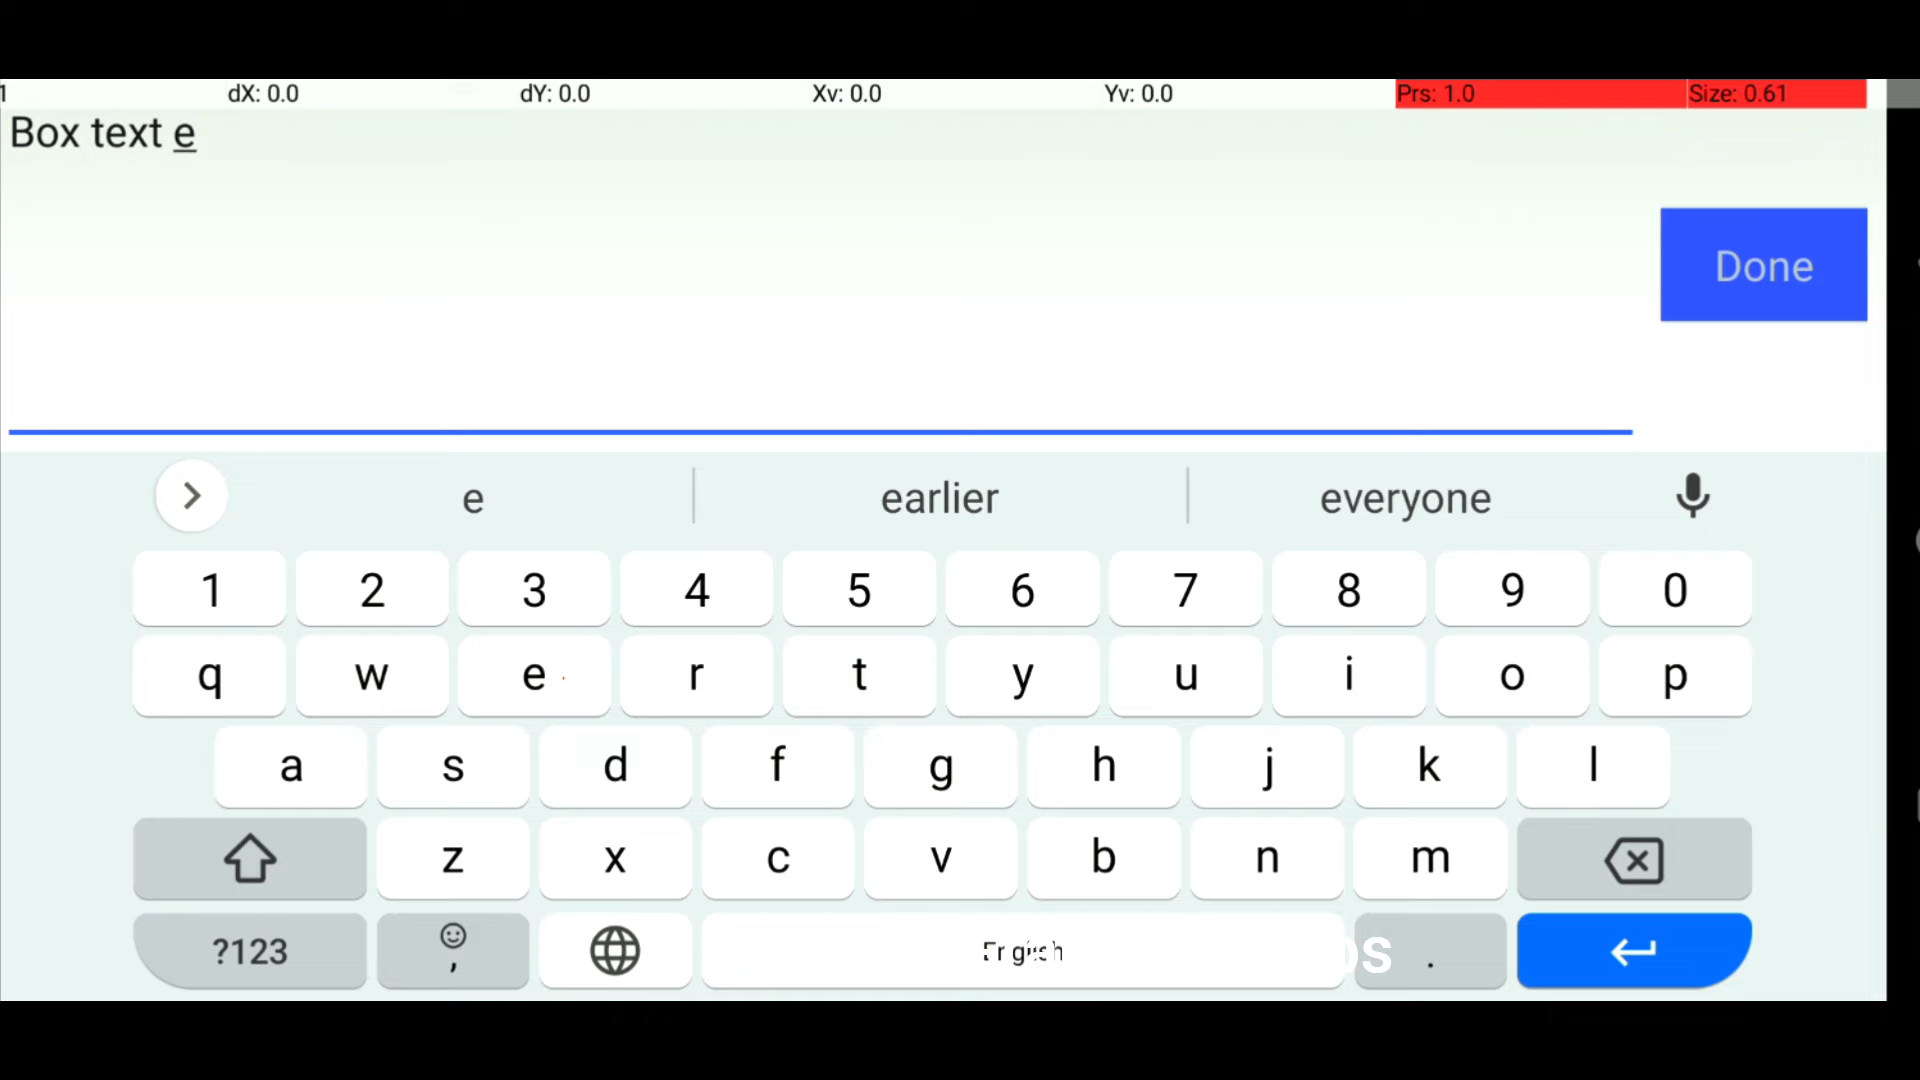 dX: 0.0 dY: 0.0 Xv: 0.0 Yv: 0.0 Prs: 1.0 Size: 0.61
Box text e
Done
e earlier everyone
1 2 3 4 5 6 7 8 9 0
q w e r t y u i o p
a s d f g h j k l
z x c v b n m
?123 , English .